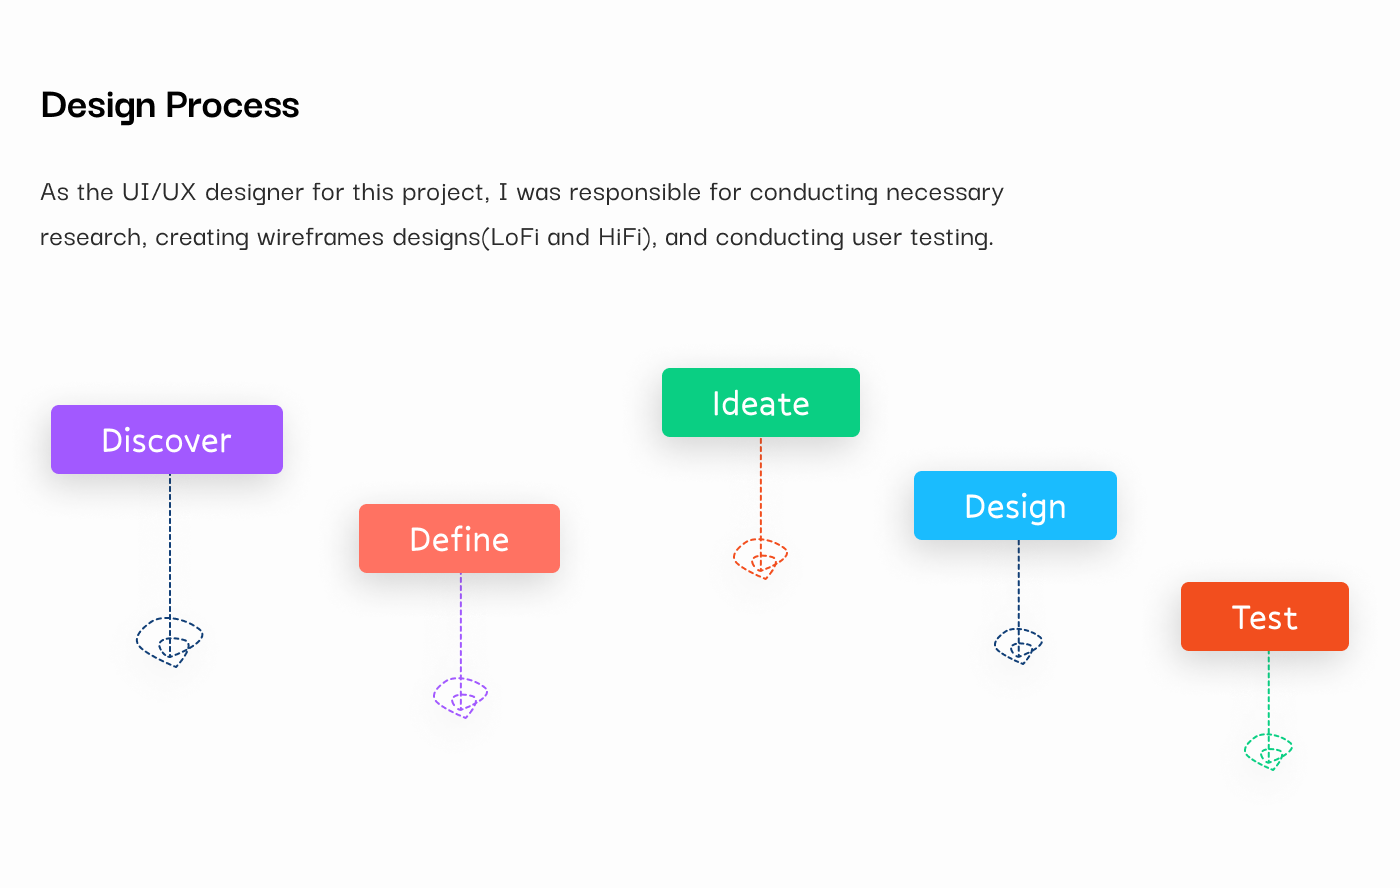 Design Process
As the UI/UX designer for this project, I was responsible for conducting necessary
research, creating wireframes designs(LoFi and HiFi), and conducting user testing.
Discover
Define
Ideate
Design
Test